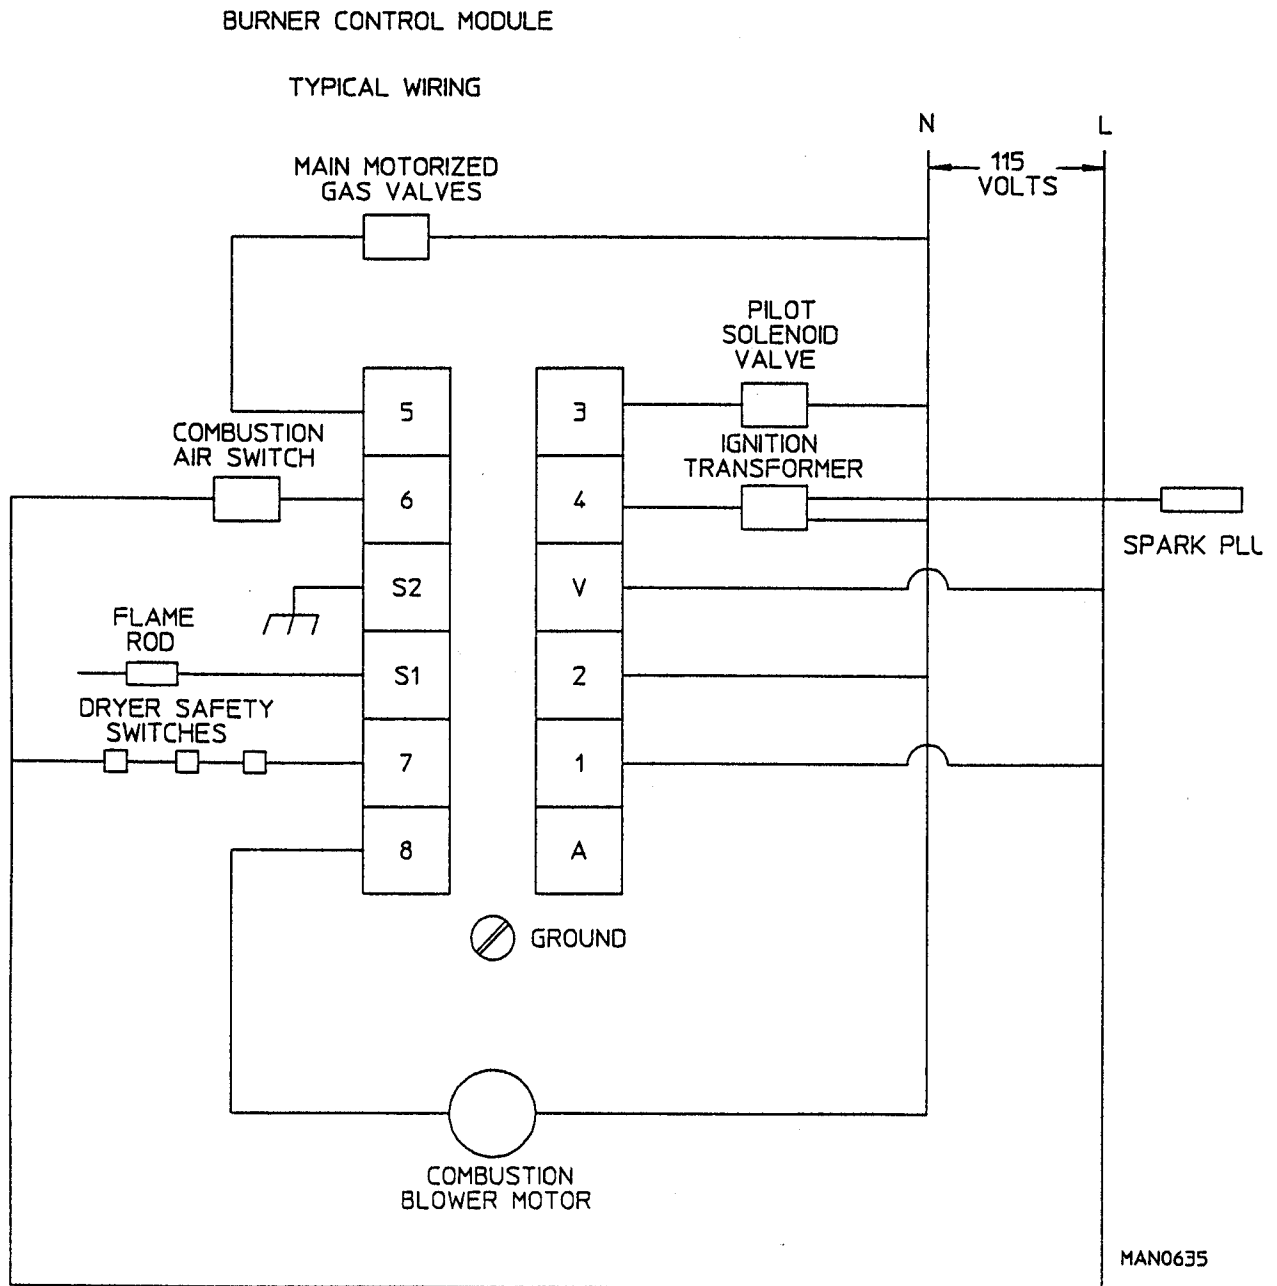 BURNER CONTROL MODULE
TYPICAL WIRING
N
L
115
VOLTS
MAIN MOTORIZED
GAS VALVES
PILOT
SOLENOID
VALVE
5
3
COMBUSTION
AIR SWITCH
IGNITION
TRANSFORMER
6
4
SPARK PLU
S2
V
FLAME
ROD
S1
2
DRYER SAFETY
SWITCHES
7
1
8
A
GROUND
COMBUSTION
BLOWER MOTOR
MAN0635